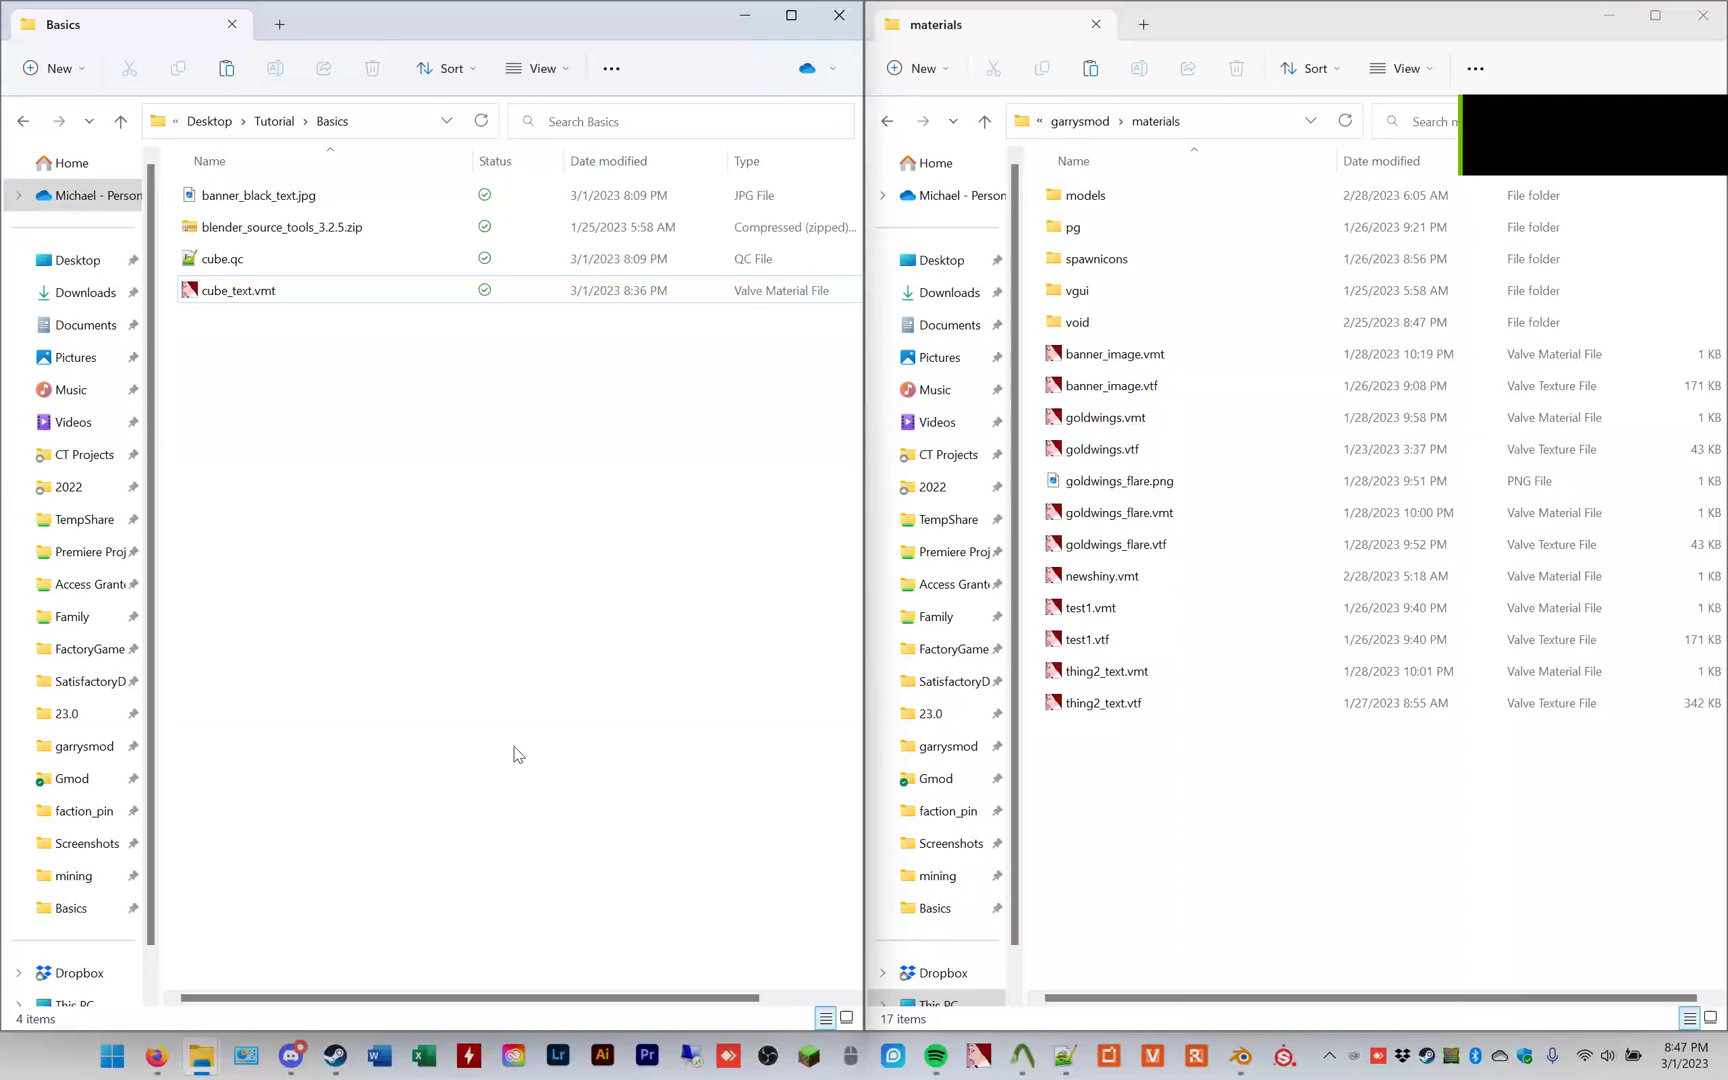 Basics
New
Sort
View
Desktop
Tutorial
Basics
Search Basics
Name
Status
Date modified
Type
Home
Michael - Person
Desktop
Downloads
Documents
Pictures
Music
Videos
CT Projects
2022
TempShare
Premiere Proj
Access Grant
Family
FactoryGame
SatisfactoryD
23.0
garrysmod
Gmod
faction_pin
Screenshots
mining
Basics
Dropbox
This PC
banner_black_text.jpg 3/1/2023 8:09 PM JPG File
blender_source_tools_3.2.5.zip 1/25/2023 5:58 AM Compressed (zipped)...
cube.qc 3/1/2023 8:09 PM QC File
cube_text.vmt 3/1/2023 8:36 PM Valve Material File
4 items
materials
New
Sort
View
garrysmod
materials
Search m
Name
Date modified
Home
Michael - Person
Desktop
Downloads
Documents
Pictures
Music
Videos
CT Projects
2022
TempShare
Premiere Proj
Access Grant
Family
FactoryGame
SatisfactoryD
23.0
garrysmod
Gmod
faction_pin
Screenshots
mining
Basics
Dropbox
This PC
models 2/28/2023 6:05 AM File folder
pg 1/26/2023 9:21 PM File folder
spawnicons 1/26/2023 8:56 PM File folder
vgui 1/25/2023 5:58 AM File folder
void 2/25/2023 8:47 PM File folder
banner_image.vmt 1/28/2023 10:19 PM Valve Material File 1 KB
banner_image.vtf 1/26/2023 9:08 PM Valve Texture File 171 KB
goldwings.vmt 1/28/2023 9:58 PM Valve Material File 1 KB
goldwings.vtf 1/23/2023 3:37 PM Valve Texture File 43 KB
goldwings_flare.png 1/28/2023 9:51 PM PNG File 1 KB
goldwings_flare.vmt 1/28/2023 10:00 PM Valve Material File 1 KB
goldwings_flare.vtf 1/28/2023 9:52 PM Valve Texture File 43 KB
newshiny.vmt 2/28/2023 5:18 AM Valve Material File 1 KB
test1.vmt 1/26/2023 9:40 PM Valve Material File 1 KB
test1.vtf 1/26/2023 9:40 PM Valve Texture File 171 KB
thing2_text.vmt 1/28/2023 10:01 PM Valve Material File 1 KB
thing2_text.vtf 1/27/2023 8:55 AM Valve Texture File 342 KB
17 items
Lr
Ai
Pr
8:47 PM
3/1/2023